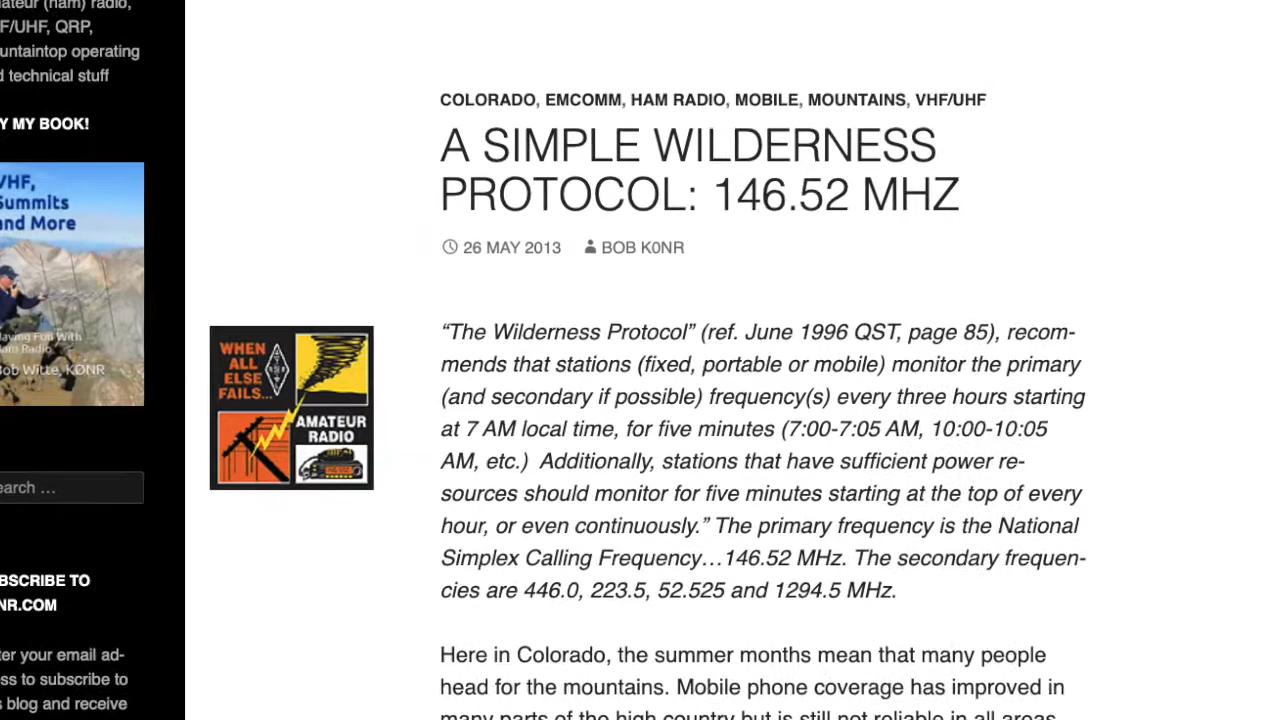 ateur (ham) radio,
F/UHF, QRP,
untaintop operating
d technical stuff
Y MY BOOK!
VHF,
Summits
and More
aving Fun With
Ham Radio
Bob Witte, KØNR
earch …
BSCRIBE TO
NR.COM
ter your email ad-
ess to subscribe to
s blog and receive
COLORADO, EMCOMM, HAM RADIO, MOBILE, MOUNTAINS, VHF/UHF
A SIMPLE WILDERNESS
PROTOCOL: 146.52 MHZ
26 MAY 2013 BOB K0NR
WHEN
ALL
ELSE
FAILS...
AMATEUR
RADIO
“The Wilderness Protocol” (ref. June 1996 QST, page 85), recom-
mends that stations (fixed, portable or mobile) monitor the primary
(and secondary if possible) frequency(s) every three hours starting
at 7 AM local time, for five minutes (7:00-7:05 AM, 10:00-10:05
AM, etc.) Additionally, stations that have sufficient power re-
sources should monitor for five minutes starting at the top of every
hour, or even continuously.” The primary frequency is the National
Simplex Calling Frequency…146.52 MHz. The secondary frequen-
cies are 446.0, 223.5, 52.525 and 1294.5 MHz.
Here in Colorado, the summer months mean that many people
head for the mountains. Mobile phone coverage has improved in
many parts of the high country but is still not reliable in all areas.